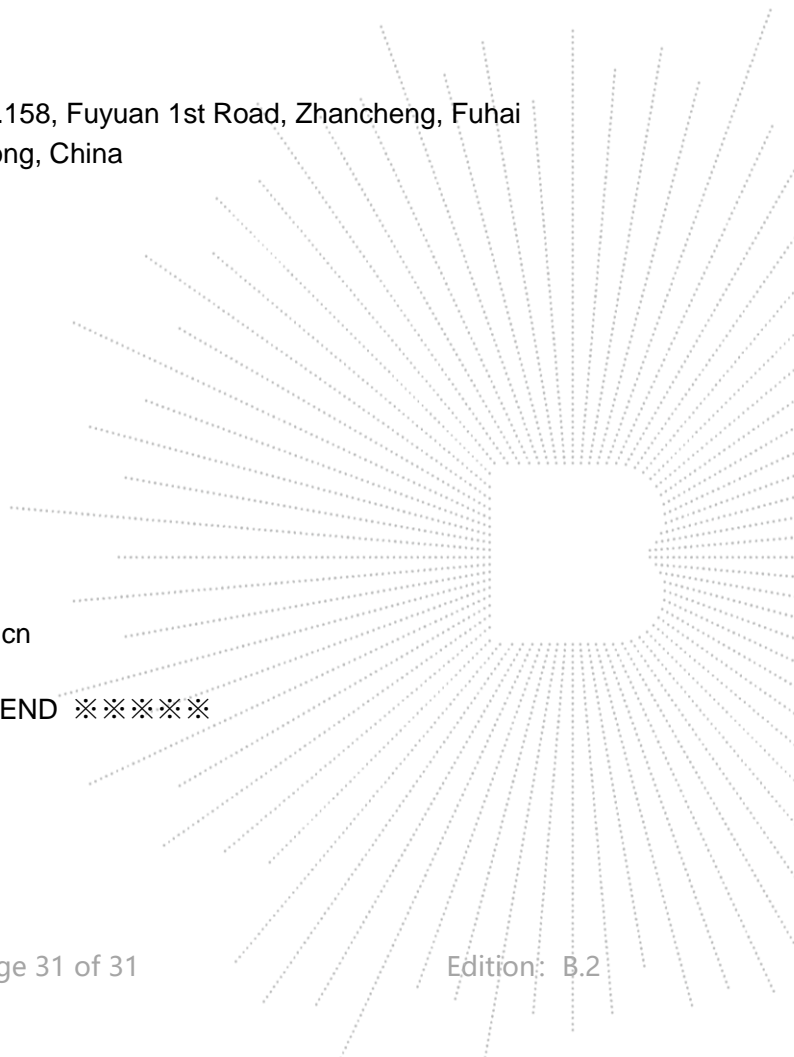 .158, Fuyuan 1st Road, Zhancheng, Fuhai
ong, China
cn
END ※※※※※
ge 31 of 31 Edition: B.2